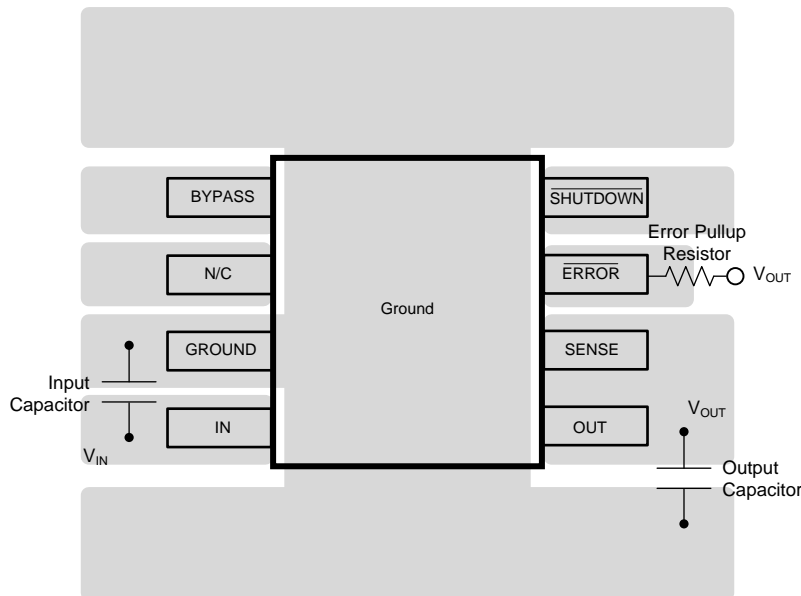 BYPASS
SHUTDOWN
Error Pullup
Resistor
N/C
ERROR
VOUT
Ground
GROUND
SENSE
Input
Capacitor
IN
OUT
VOUT
VIN
Output
Capacitor